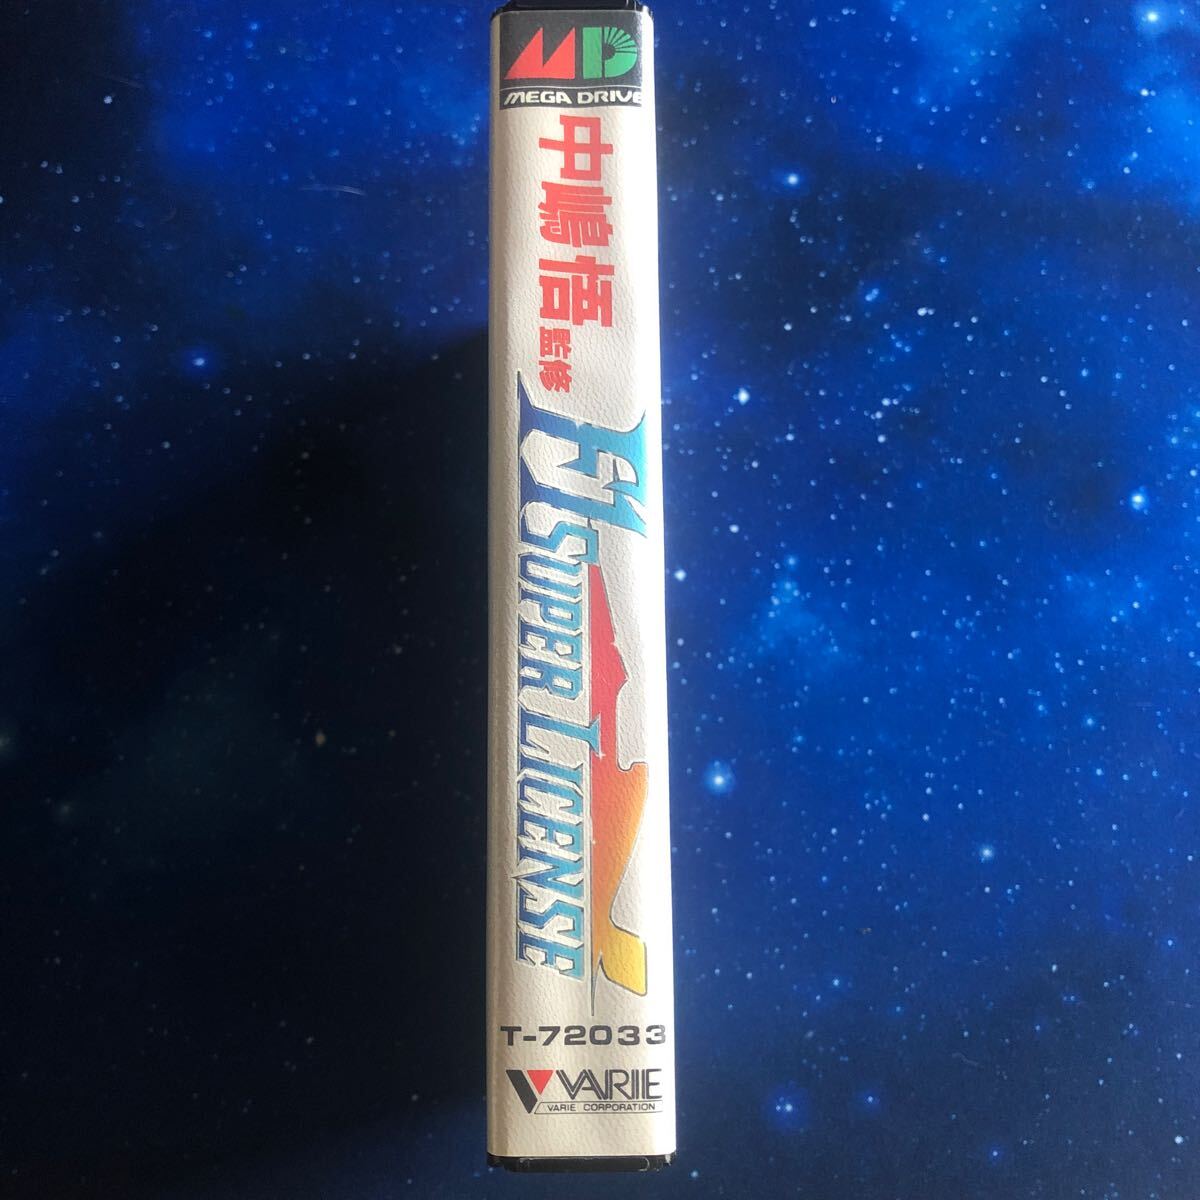 MD
MEGA DRIVE
中嶋悟監修
F1 SUPER LICENSE
T-72033
VARIE
VARIE CORPORATION